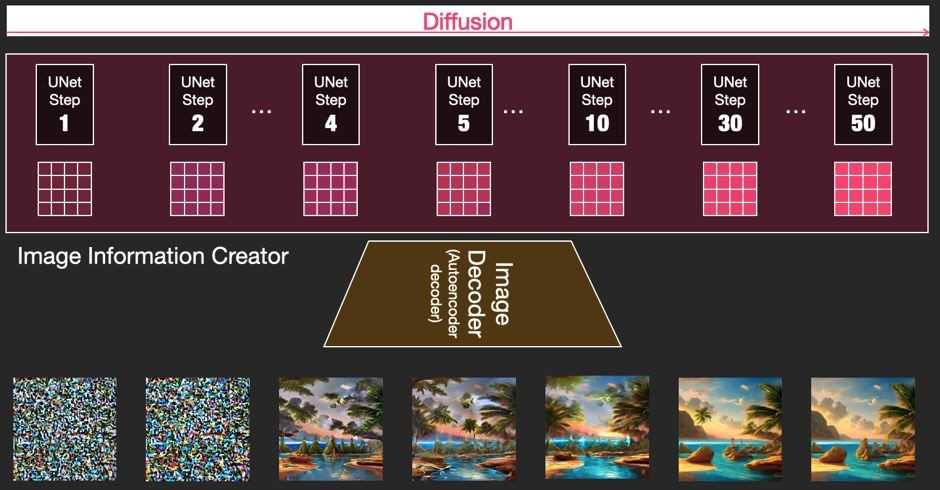 Diffusion
UNet
Step
1
UNet
Step
2
...
UNet
Step
4
UNet
Step
5
...
UNet
Step
10
...
UNet
Step
30
...
UNet
Step
50
Image Information Creator
Image
Decoder
(Autoencoder
decoder)